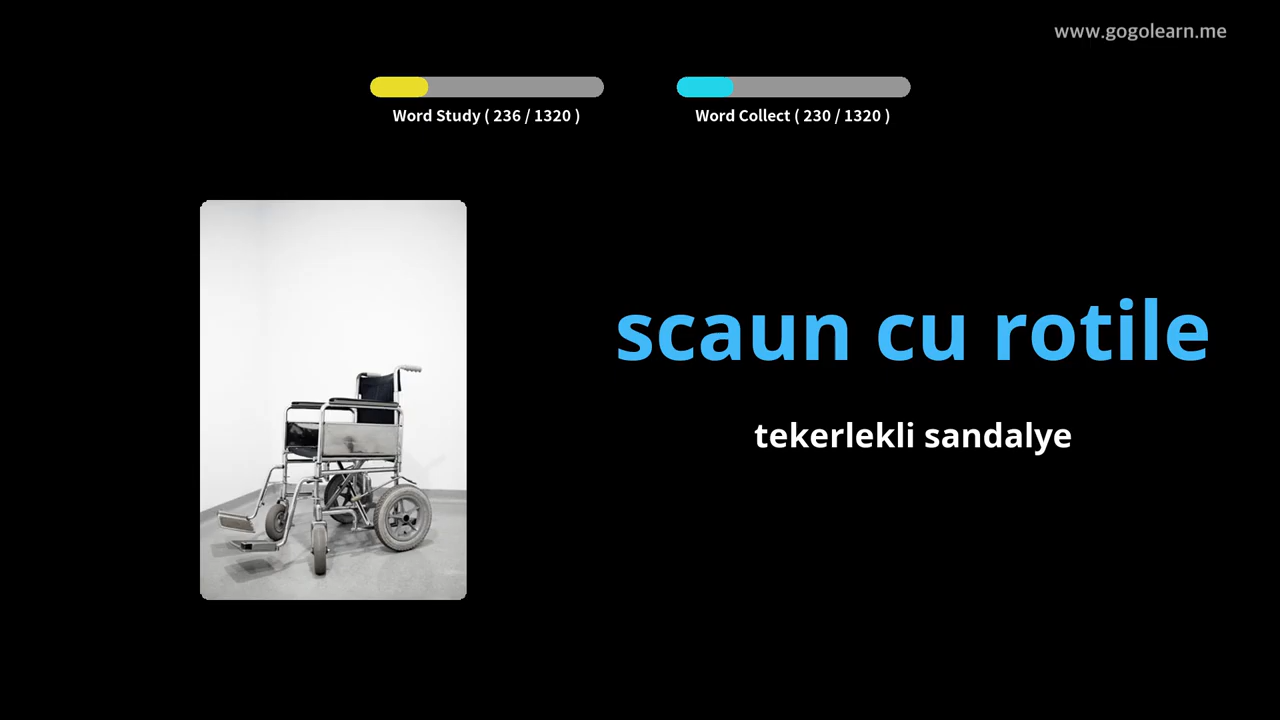 www.gogolearn.me
Word Study ( 236 / 1320 )
Word Collect ( 230 / 1320 )
scaun cu rotile
tekerlekli sandalye